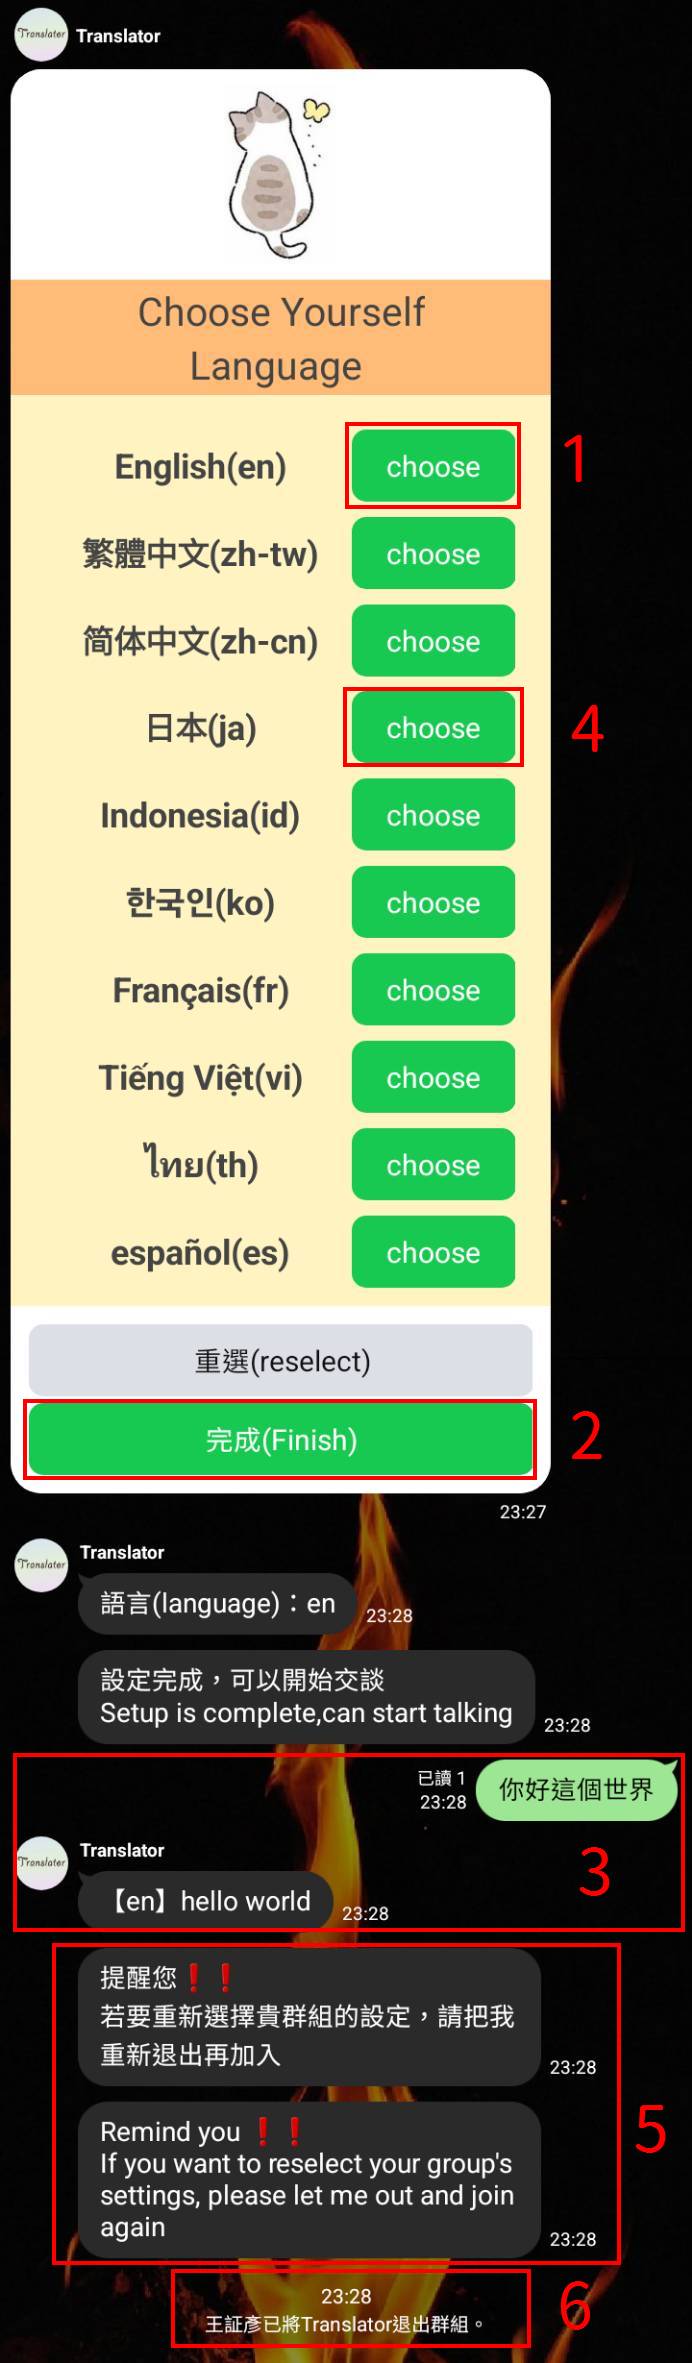 Translater
Translator
Choose Yourself
Language
English(en)
choose
1
繁體中文(zh-tw)
choose
简体中文(zh-cn)
choose
日本(ja)
choose
4
Indonesia(id)
choose
한국인(ko)
choose
Français(fr)
choose
Tiếng Việt(vi)
choose
ไทย(th)
choose
español(es)
choose
重選(reselect)
完成(Finish)
2
23:27
Translater
Translator
語言(language)：en
23:28
設定完成，可以開始交談
Setup is complete,can start talking
23:28
已讀 1
23:28
你好這個世界
3
Translater
Translator
【en】hello world
23:28
提醒您❗❗
若要重新選擇貴群組的設定，請把我
重新退出再加入
23:28
5
Remind you ❗❗
If you want to reselect your group's
settings, please let me out and join
again
23:28
23:28
王証彥已將Translator退出群組。
6